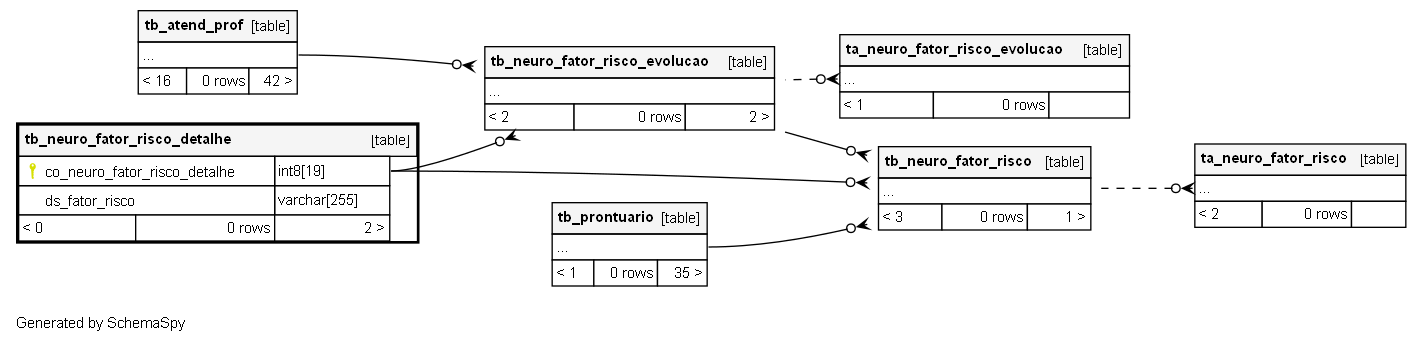 tb_atend_prof [table]
...
< 16 0 rows 42 >
tb_neuro_fator_risco_evolucao [table]
...
< 2 0 rows 2 >
ta_neuro_fator_risco_evolucao [table]
...
< 1 0 rows
tb_neuro_fator_risco_detalhe [table]
co_neuro_fator_risco_detalhe int8[19]
ds_fator_risco varchar[255]
< 0 0 rows 2 >
tb_neuro_fator_risco [table]
...
< 3 0 rows 1 >
ta_neuro_fator_risco [table]
...
< 2 0 rows
tb_prontuario [table]
...
< 1 0 rows 35 >
Generated by SchemaSpy